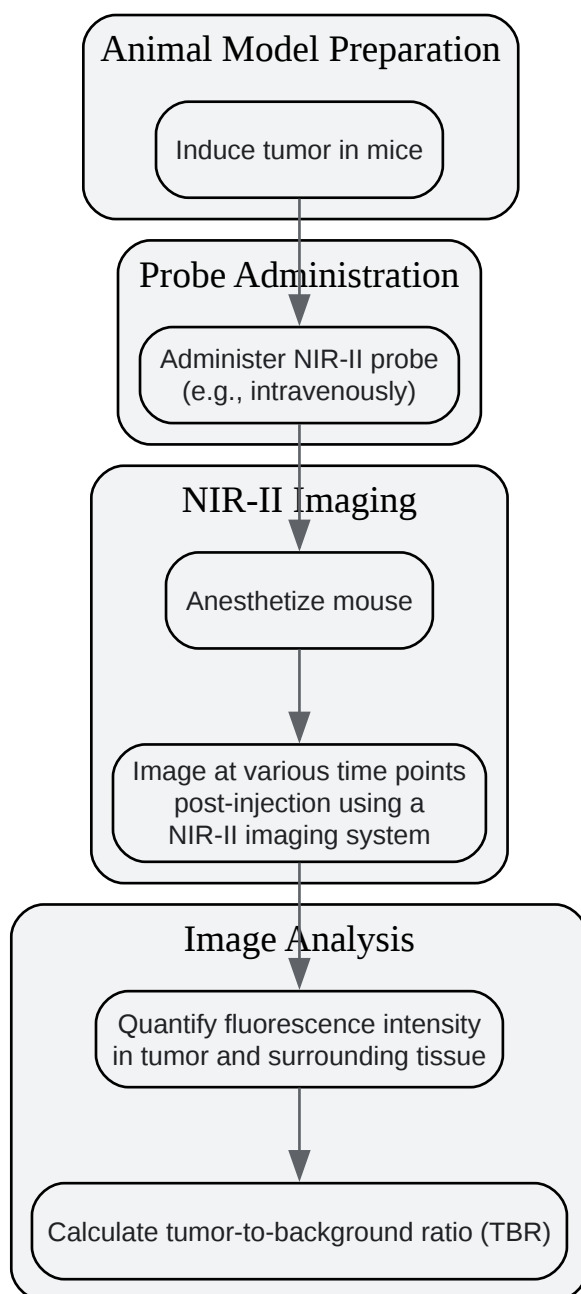 Animal Model Preparation
Induce tumor in mice
Probe Administration
Administer NIR-II probe
(e.g., intravenously)
NIR-II Imaging
Anesthetize mouse
Image at various time points
post-injection using a
NIR-II imaging system
Image Analysis
Quantify fluorescence intensity
in tumor and surrounding tissue
Calculate tumor-to-background ratio (TBR)